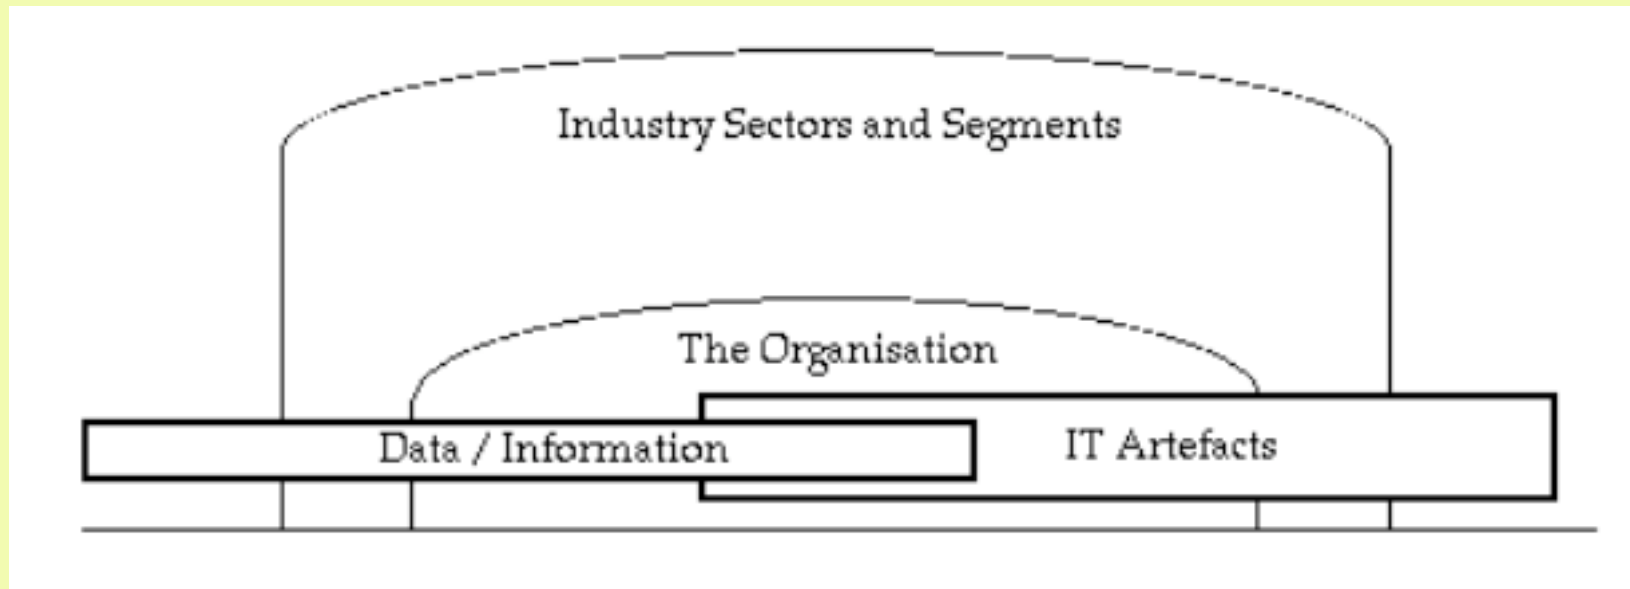 Industry Sectors and Segments
The Organisation
Data / Information
IT Artefacts